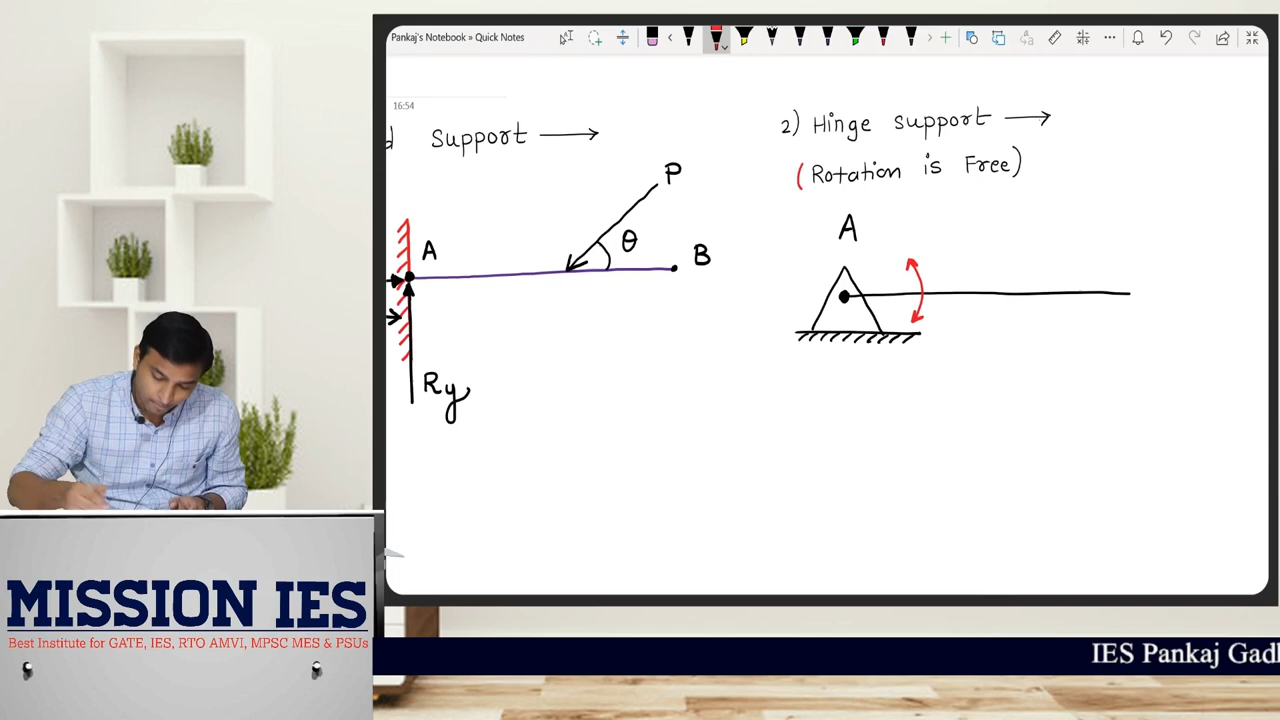 Pankaj's Notebook » Quick Notes
16:54
d Support →
P
θ
A
B
Ry
2) Hinge support →
(Rotation is Free)
A
MISSION IES
Best Institute for GATE, IES, RTO AMVI, MPSC MES & PSUs
IES Pankaj Gadh